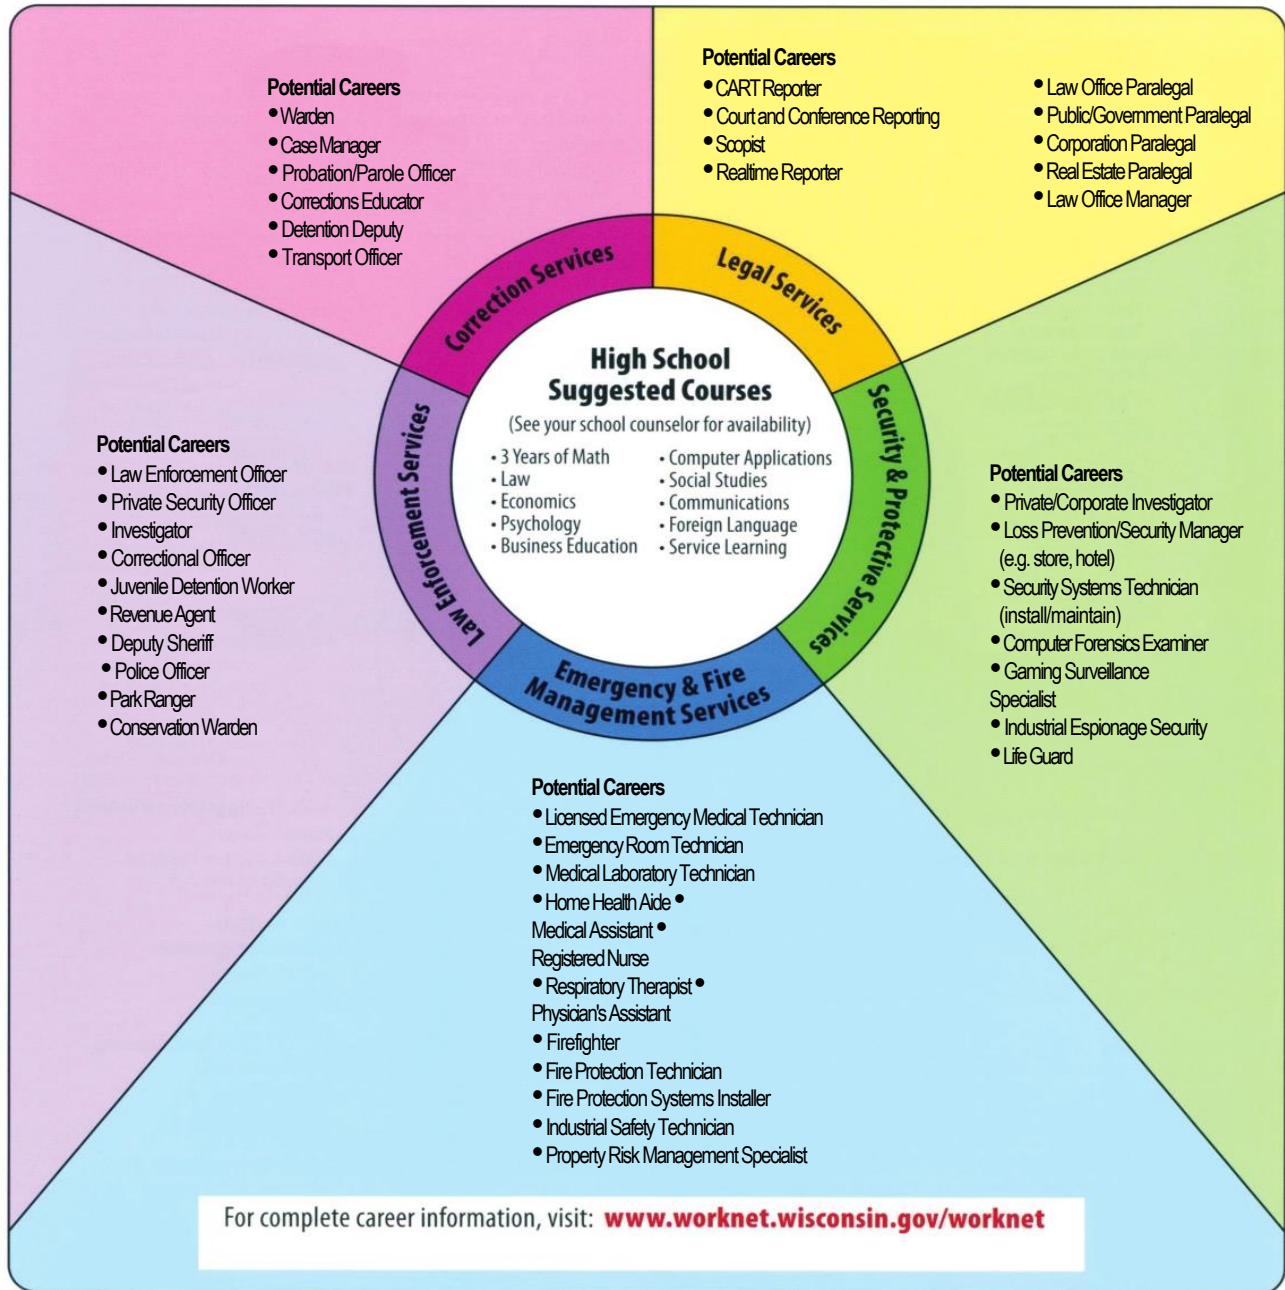 Potential Careers
• Warden
• Case Manager
• Probation/Parole Officer
• Corrections Educator
• Detention Deputy
• Transport Officer
Potential Careers
• CART Reporter
• Court and Conference Reporting
• Scopist
• Realtime Reporter
• Law Office Paralegal
• Public/Government Paralegal
• Corporation Paralegal
• Real Estate Paralegal
• Law Office Manager
Correction Services
Legal Services
High School
Suggested Courses
(See your school counselor for availability)
• 3 Years of Math
• Law
• Economics
• Psychology
• Business Education
• Computer Applications
• Social Studies
• Communications
• Foreign Language
• Service Learning
Law Enforcement Services
Security & Protective Services
Emergency & Fire
Management Services
Potential Careers
• Law Enforcement Officer
• Private Security Officer
• Investigator
• Correctional Officer
• Juvenile Detention Worker
• Revenue Agent
• Deputy Sheriff
• Police Officer
• Park Ranger
• Conservation Warden
Potential Careers
• Private/Corporate Investigator
• Loss Prevention/Security Manager
(e.g. store, hotel)
• Security Systems Technician
(install/maintain)
• Computer Forensics Examiner
• Gaming Surveillance
Specialist
• Industrial Espionage Security
• Life Guard
Potential Careers
• Licensed Emergency Medical Technician
• Emergency Room Technician
• Medical Laboratory Technician
• Home Health Aide •
Medical Assistant •
Registered Nurse
• Respiratory Therapist •
Physician's Assistant
• Firefighter
• Fire Protection Technician
• Fire Protection Systems Installer
• Industrial Safety Technician
• Property Risk Management Specialist
For complete career information, visit: www.worknet.wisconsin.gov/worknet